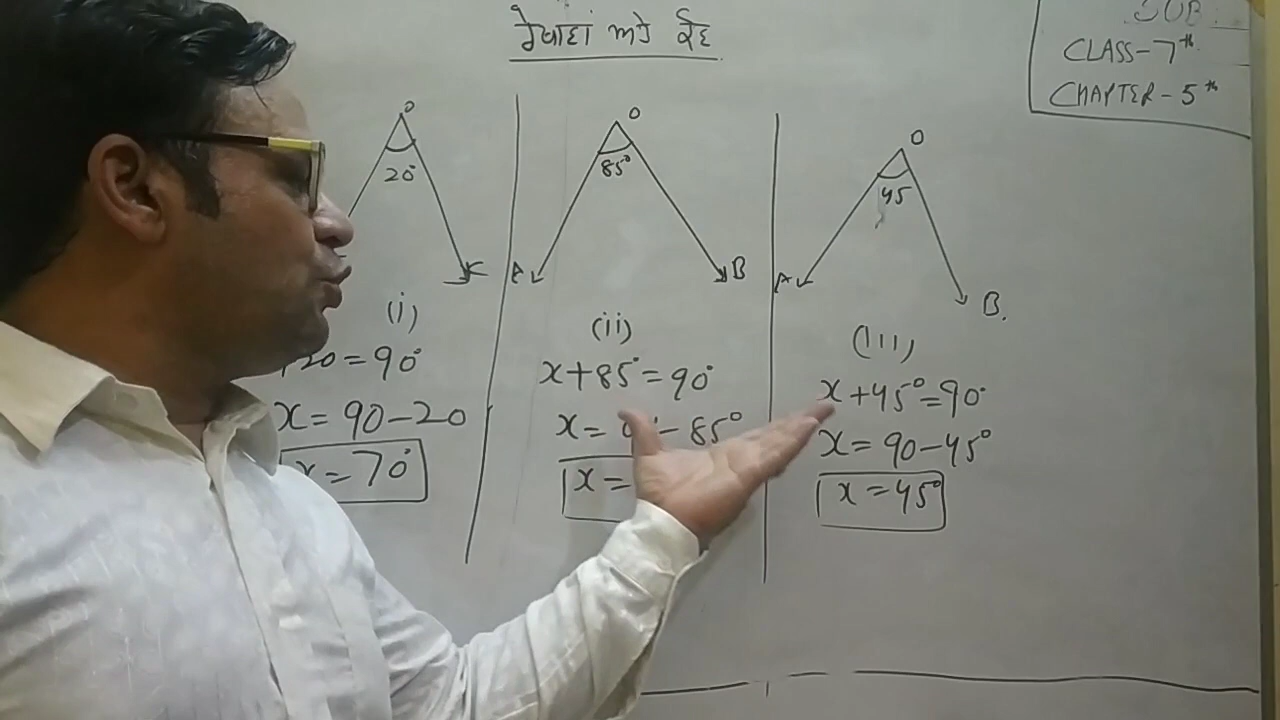 ਰੇਖਾਵਾਂ ਅਤੇ ਕੋਣ
SUB.
CLASS-7th
CHAPTER-5th
O
20°
K
(i)
20=90°
x=90-20
x=70°
O
85°
A
B
(ii)
x+85°=90°
x= -85°
x=
O
45
A
B.
(iii)
x+45°=90°
x=90-45°
x=45°